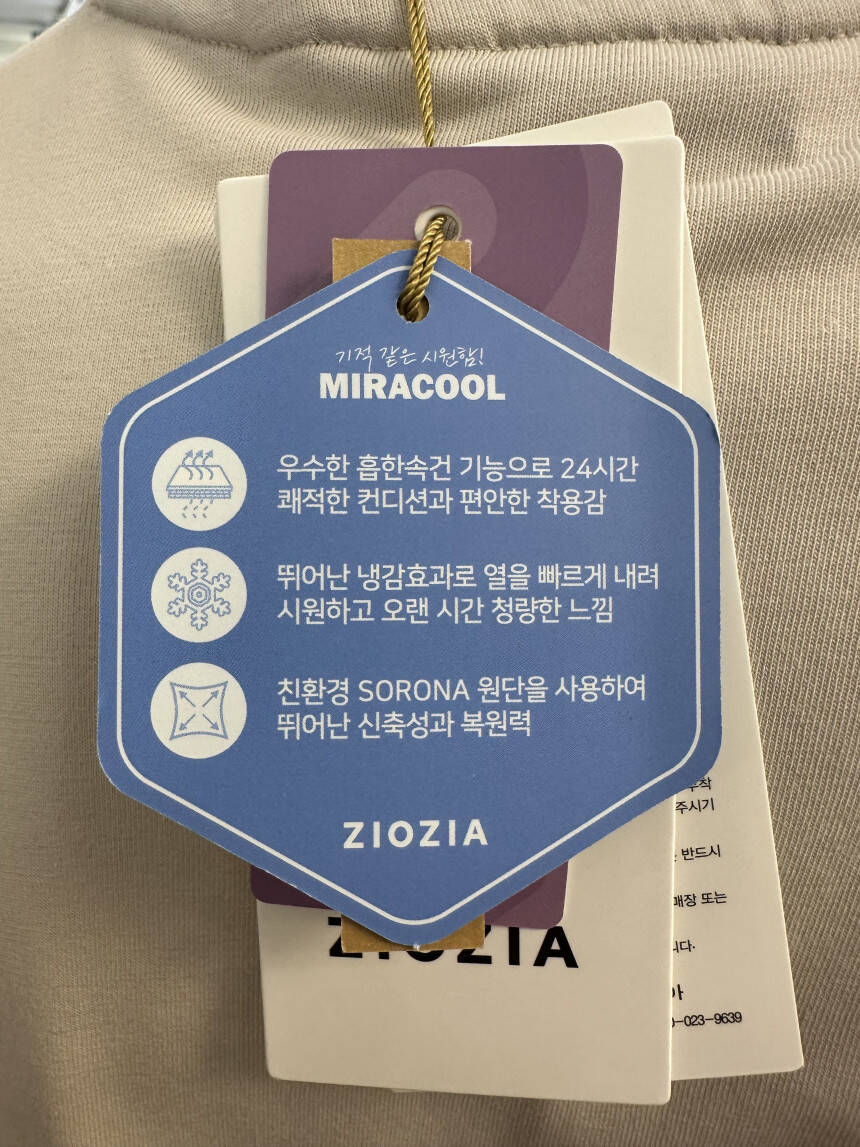 기적 같은 시원함!
MIRACOOL
우수한 흡한속건 기능으로 24시간
쾌적한 컨디션과 편안한 착용감
뛰어난 냉감효과로 열을 빠르게 내려
시원하고 오랜 시간 청량한 느낌
친환경 SORONA 원단을 사용하여
뛰어난 신축성과 복원력
ZIOZIA
ZIOZIA
주시기
반드시
매장 또는
니다.
-023-9639